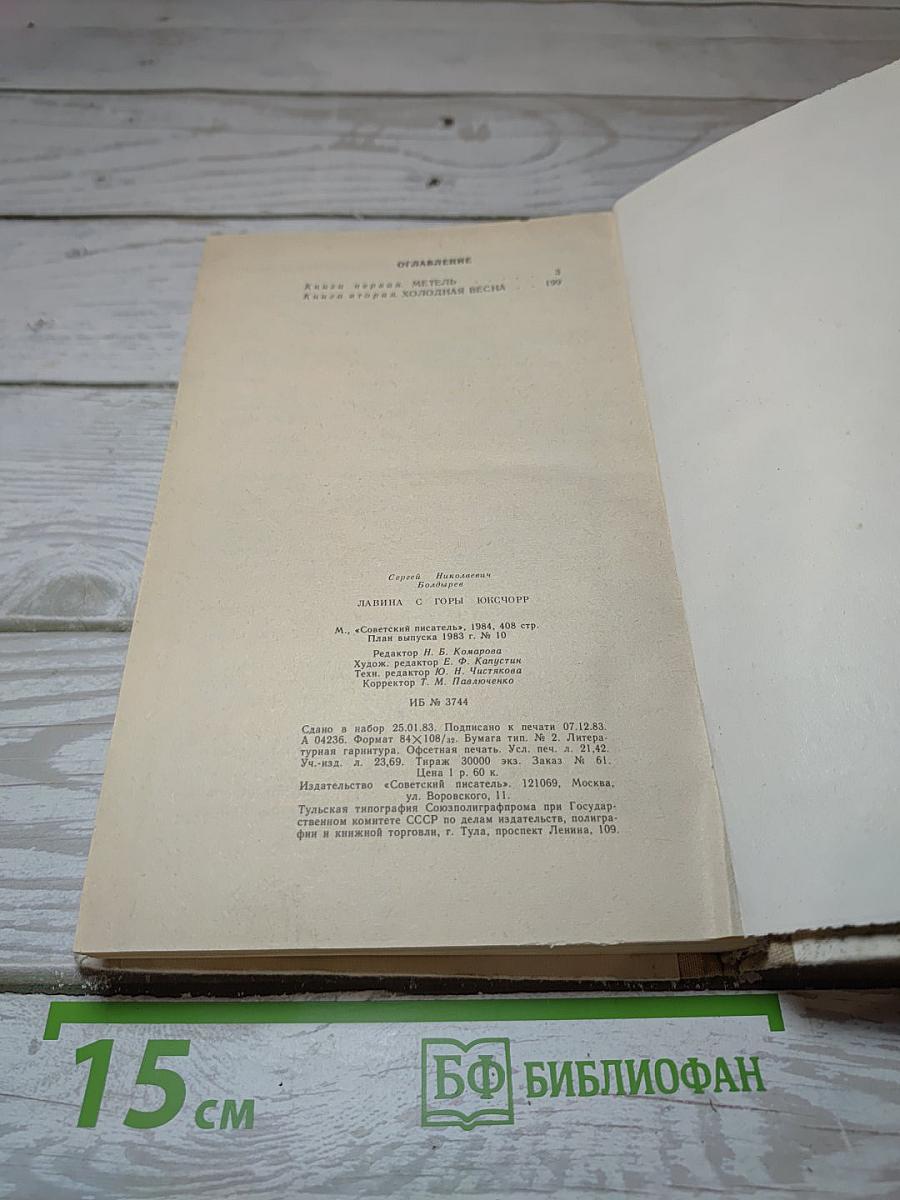 ОГЛАВЛЕНИЕ
Книга первая. МЕТЕЛЬ . . . 3
Книга вторая. ХОЛОДНАЯ ВЕСНА . . 199
Сергей Николаевич
Болдырев
ЛАВИНА С ГОРЫ ЮКСЧОРР
М., «Советский писатель», 1984, 408 стр.
План выпуска 1983 г. № 10
Редактор Н. Б. Комарова
Худож. редактор Е. Ф. Капустин
Техн. редактор Ю. Н. Чистякова
Корректор Т. М. Павлюченко
ИБ № 3744
Сдано в набор 25.01.83. Подписано к печати 07.12.83.
А 04236. Формат 84×108/32. Бумага тип. № 2. Литера-
турная гарнитура. Офсетная печать. Усл. печ. л. 21,42.
Уч.-изд. л. 23,69. Тираж 30000 экз. Заказ № 61.
Цена 1 р. 60 к.
Издательство «Советский писатель». 121069, Москва,
ул. Воровского, 11.
Тульская типография Союзполиграфпрома при Государ-
ственном комитете СССР по делам издательств, полигра-
фии и книжной торговли, г. Тула, проспект Ленина, 109.
15 см
БФ БИБЛИОФАН